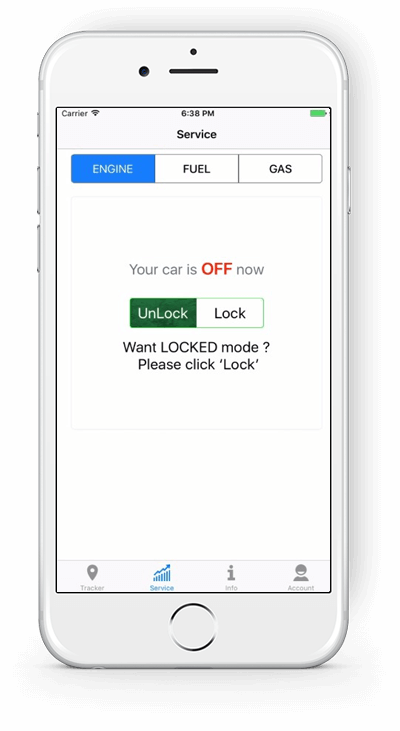 Carrier 6:38 PM
Service
ENGINE FUEL GAS
Your car is OFF now
UnLock Lock
Want LOCKED mode ?
Please click ‘Lock’
Tracker Service Info Account